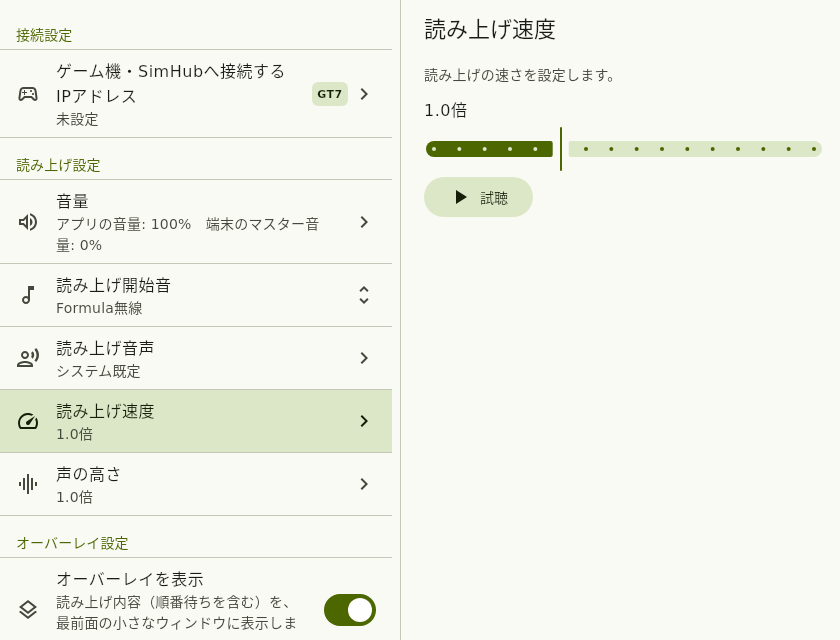 接続設定
ゲーム機・SimHubへ接続する
IPアドレス
未設定
GT7
読み上げ設定
音量
アプリの音量: 100%　端末のマスター音
量: 0%
読み上げ開始音
Formula無線
読み上げ音声
システム既定
読み上げ速度
1.0倍
声の高さ
1.0倍
オーバーレイ設定
オーバーレイを表示
読み上げ内容（順番待ちを含む）を、
最前面の小さなウィンドウに表示しま
読み上げ速度
読み上げの速さを設定します。
1.0倍
試聴